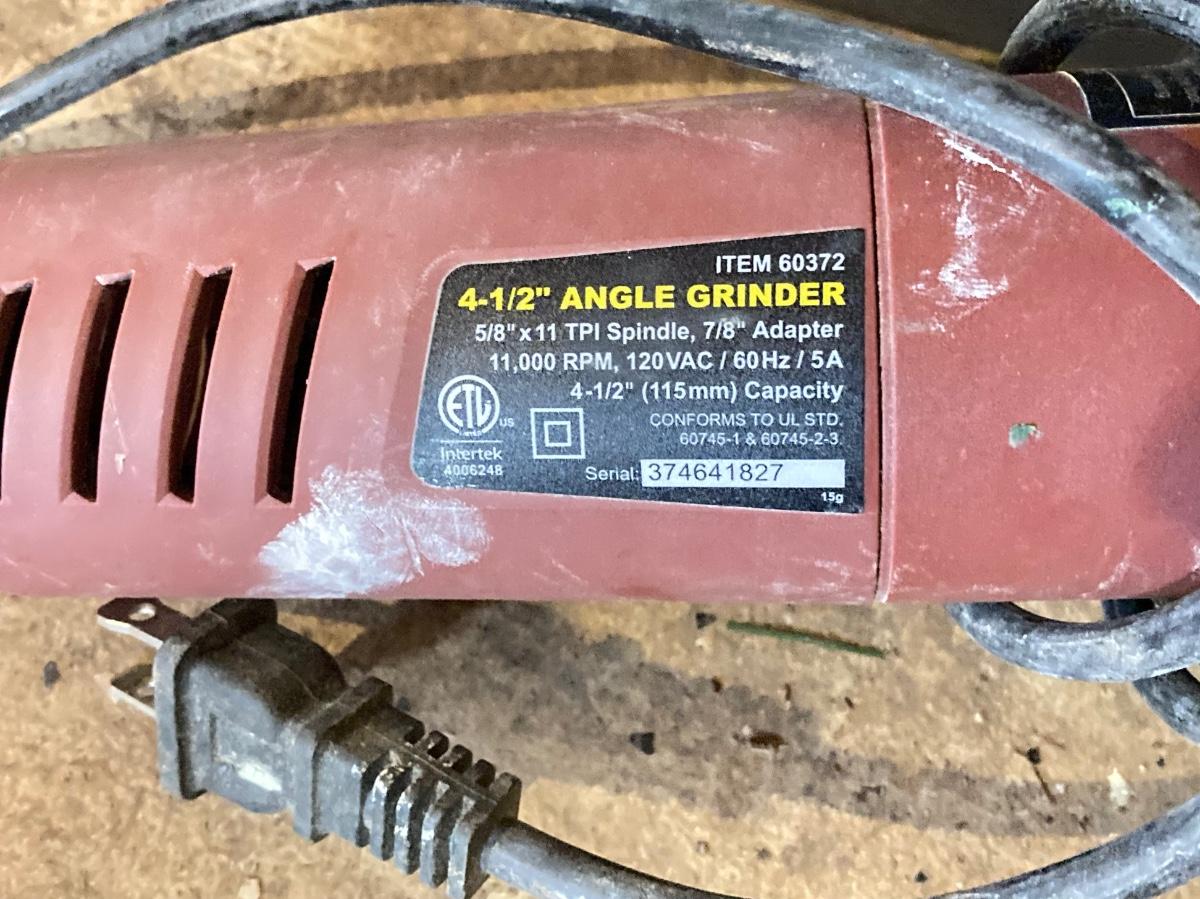 ITEM 60372
4-1/2" ANGLE GRINDER
5/8" x 11 TPI Spindle, 7/8" Adapter
11,000 RPM, 120VAC / 60Hz / 5A
4-1/2" (115mm) Capacity
ETL US
Intertek
4006248
CONFORMS TO UL STD.
60745-1 & 60745-2-3.
Serial: 374641827
15g